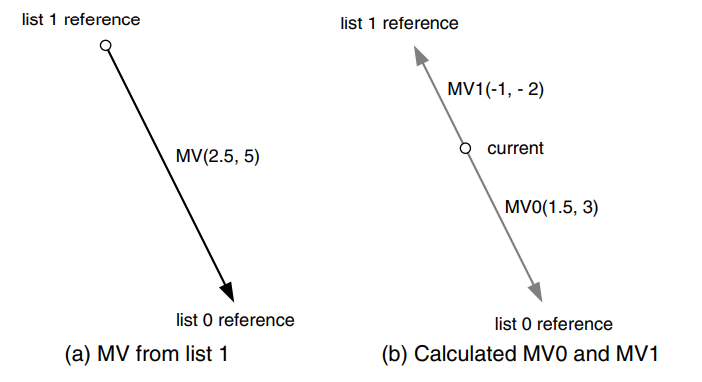 list 1 reference
MV(2.5, 5)
list 0 reference
(a) MV from list 1
list 1 reference
MV1(-1, - 2)
current
MV0(1.5, 3)
list 0 reference
(b) Calculated MV0 and MV1